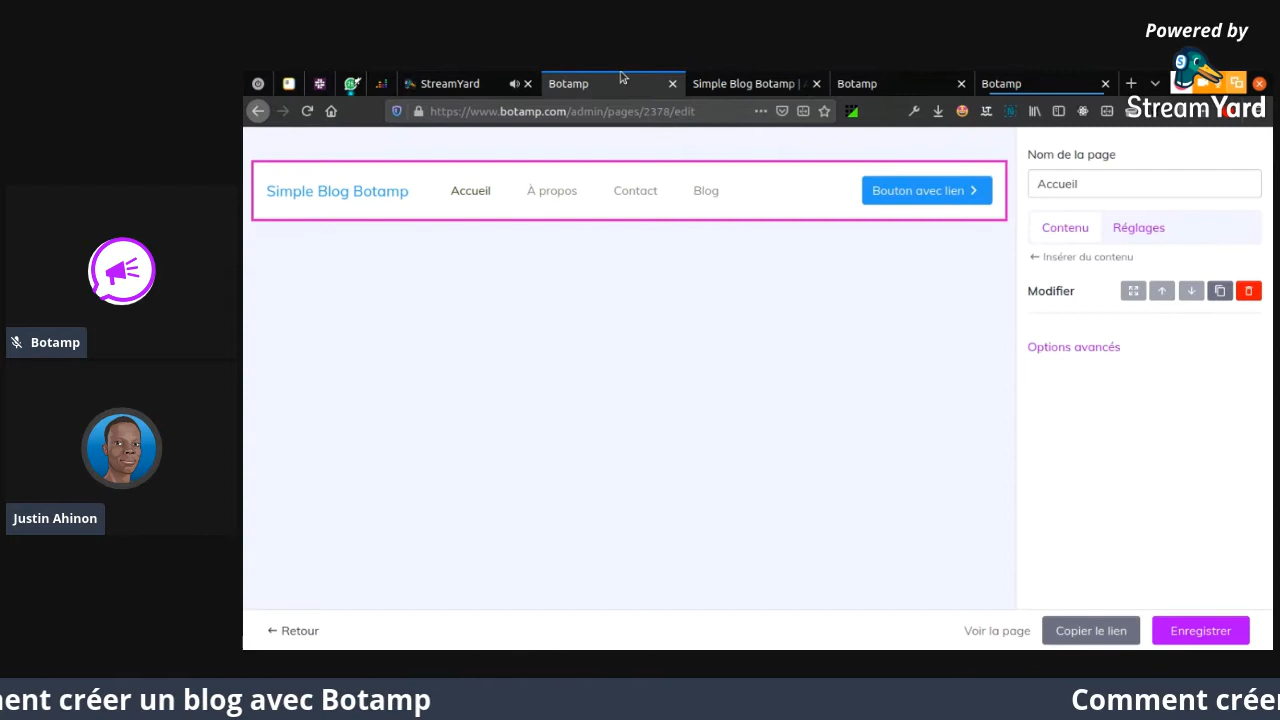 Powered by
StreamYard
StreamYard
Botamp
Simple Blog Botamp |
Botamp
Botamp
https://www.botamp.com/admin/pages/2378/edit
Simple Blog Botamp
Accueil
À propos
Contact
Blog
Bouton avec lien
Nom de la page
Accueil
Contenu
Réglages
← Insérer du contenu
Modifier
Options avancés
Botamp
Justin Ahinon
← Retour
Voir la page
Copier le lien
Enregistrer
ment créer un blog avec Botamp
Comment créer